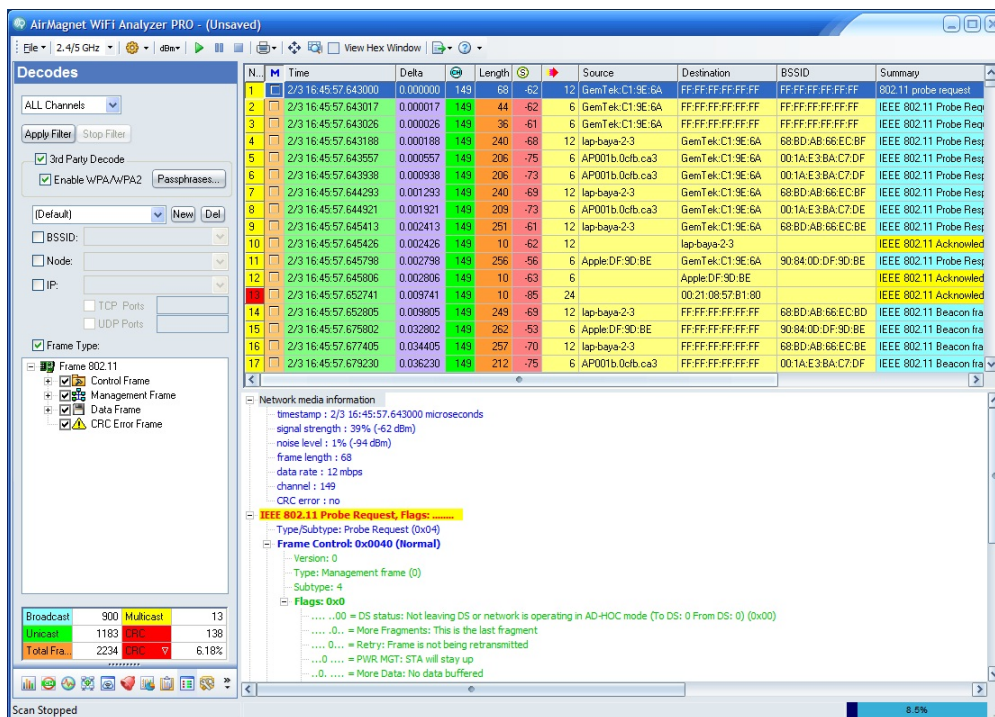 AirMagnet WiFi Analyzer PRO - (Unsaved)
File 2.4/5 GHz dBm View Hex Window
Decodes
ALL Channels
Apply Filter Stop Filter
3rd Party Decode
Enable WPA/WPA2 Passphrases...
(Default) New Del
BSSID:
Node:
IP:
TCP Ports
UDP Ports
Frame Type:
Frame 802.11
Control Frame
Management Frame
Data Frame
CRC Error Frame
Broadcast 900 Multicast 13
Unicast 1183 CRC 138
Total Fra... 2234 CRC 6.18%
N... M Time Delta CH Length S Source Destination BSSID Summary
1 2/3 16:45:57.643000 0.000000 149 68 -62 12 GemTek:C1:9E:6A FF:FF:FF:FF:FF:FF FF:FF:FF:FF:FF:FF 802.11 probe request
2 2/3 16:45:57.643017 0.000017 149 44 -62 6 GemTek:C1:9E:6A FF:FF:FF:FF:FF:FF FF:FF:FF:FF:FF:FF IEEE 802.11 Probe Req
3 2/3 16:45:57.643026 0.000026 149 36 -61 6 GemTek:C1:9E:6A FF:FF:FF:FF:FF:FF FF:FF:FF:FF:FF:FF IEEE 802.11 Probe Req
4 2/3 16:45:57.643188 0.000188 149 240 -68 12 lap-baya-2-3 GemTek:C1:9E:6A 68:BD:AB:66:EC:BF IEEE 802.11 Probe Resp
5 2/3 16:45:57.643557 0.000557 149 206 -75 6 AP001b.0cfb.ca3 GemTek:C1:9E:6A 00:1A:E3:BA:C7:DF IEEE 802.11 Probe Resp
6 2/3 16:45:57.643938 0.000938 149 206 -73 6 AP001b.0cfb.ca3 GemTek:C1:9E:6A 00:1A:E3:BA:C7:DF IEEE 802.11 Probe Resp
7 2/3 16:45:57.644293 0.001293 149 240 -69 12 lap-baya-2-3 GemTek:C1:9E:6A 68:BD:AB:66:EC:BF IEEE 802.11 Probe Resp
8 2/3 16:45:57.644921 0.001921 149 209 -73 6 AP001b.0cfb.ca3 GemTek:C1:9E:6A 00:1A:E3:BA:C7:DE IEEE 802.11 Probe Resp
9 2/3 16:45:57.645413 0.002413 149 251 -61 12 lap-baya-2-3 GemTek:C1:9E:6A 68:BD:AB:66:EC:BE IEEE 802.11 Probe Resp
10 2/3 16:45:57.645426 0.002426 149 10 -62 12 lap-baya-2-3 IEEE 802.11 Acknowled
11 2/3 16:45:57.645798 0.002798 149 256 -56 6 Apple:DF:9D:BE GemTek:C1:9E:6A 90:84:0D:DF:9D:BE IEEE 802.11 Probe Resp
12 2/3 16:45:57.645806 0.002806 149 10 -63 6 Apple:DF:9D:BE IEEE 802.11 Acknowled
13 2/3 16:45:57.652741 0.009741 149 10 -85 24 00:21:08:57:B1:80 IEEE 802.11 Acknowled
14 2/3 16:45:57.652805 0.009805 149 249 -69 12 lap-baya-2-3 FF:FF:FF:FF:FF:FF 68:BD:AB:66:EC:BD IEEE 802.11 Beacon fra
15 2/3 16:45:57.675802 0.032802 149 262 -53 6 Apple:DF:9D:BE FF:FF:FF:FF:FF:FF 90:84:0D:DF:9D:BE IEEE 802.11 Beacon fra
16 2/3 16:45:57.677405 0.034405 149 257 -70 12 lap-baya-2-3 FF:FF:FF:FF:FF:FF 68:BD:AB:66:EC:BE IEEE 802.11 Beacon fra
17 2/3 16:45:57.679230 0.036230 149 212 -75 6 AP001b.0cfb.ca3 FF:FF:FF:FF:FF:FF 00:1A:E3:BA:C7:DF IEEE 802.11 Beacon fra
Network media information
timestamp : 2/3 16:45:57.643000 microseconds
signal strength : 39% (-62 dBm)
noise level : 1% (-94 dBm)
frame length : 68
data rate : 12 mbps
channel : 149
CRC error : no
IEEE 802.11 Probe Request, Flags: ........
Type/Subtype: Probe Request (0x04)
Frame Control: 0x0040 (Normal)
Version: 0
Type: Management frame (0)
Subtype: 4
Flags: 0x0
.... ..00 = DS status: Not leaving DS or network is operating in AD-HOC mode (To DS: 0 From DS: 0) (0x00)
.... .0.. = More Fragments: This is the last fragment
.... 0... = Retry: Frame is not being retransmitted
...0 .... = PWR MGT: STA will stay up
..0. .... = More Data: No data buffered
Scan Stopped 8.5%